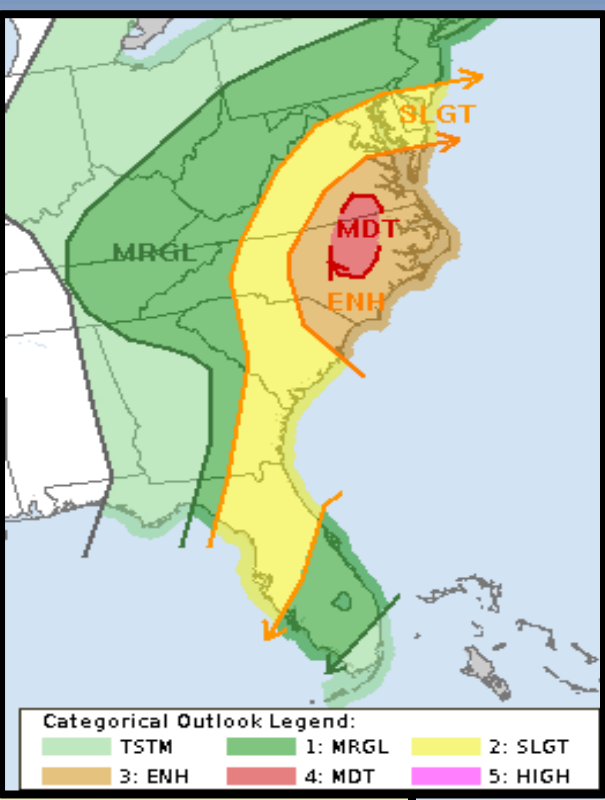 SLGT
MDT
MRGL
ENH
Categorical Outlook Legend:
TSTM 1: MRGL 2: SLGT
3: ENH 4: MDT 5: HIGH